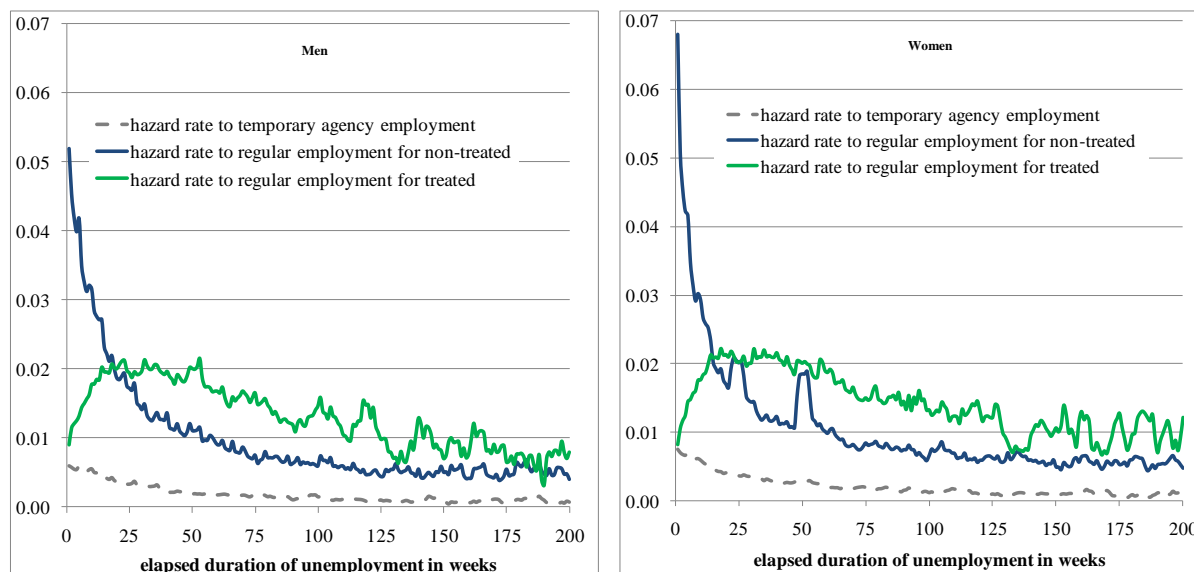 Men
0.07
0.06
0.05
0.04
0.03
0.02
0.01
0.00
hazard rate to temporary agency employment
hazard rate to regular employment for non-treated
hazard rate to regular employment for treated
0 25 50 75 100 125 150 175 200
elapsed duration of unemployment in weeks
Women
0.07
0.06
0.05
0.04
0.03
0.02
0.01
0.00
hazard rate to temporary agency employment
hazard rate to regular employment for non-treated
hazard rate to regular employment for treated
0 25 50 75 100 125 150 175 200
elapsed duration of unemployment in weeks